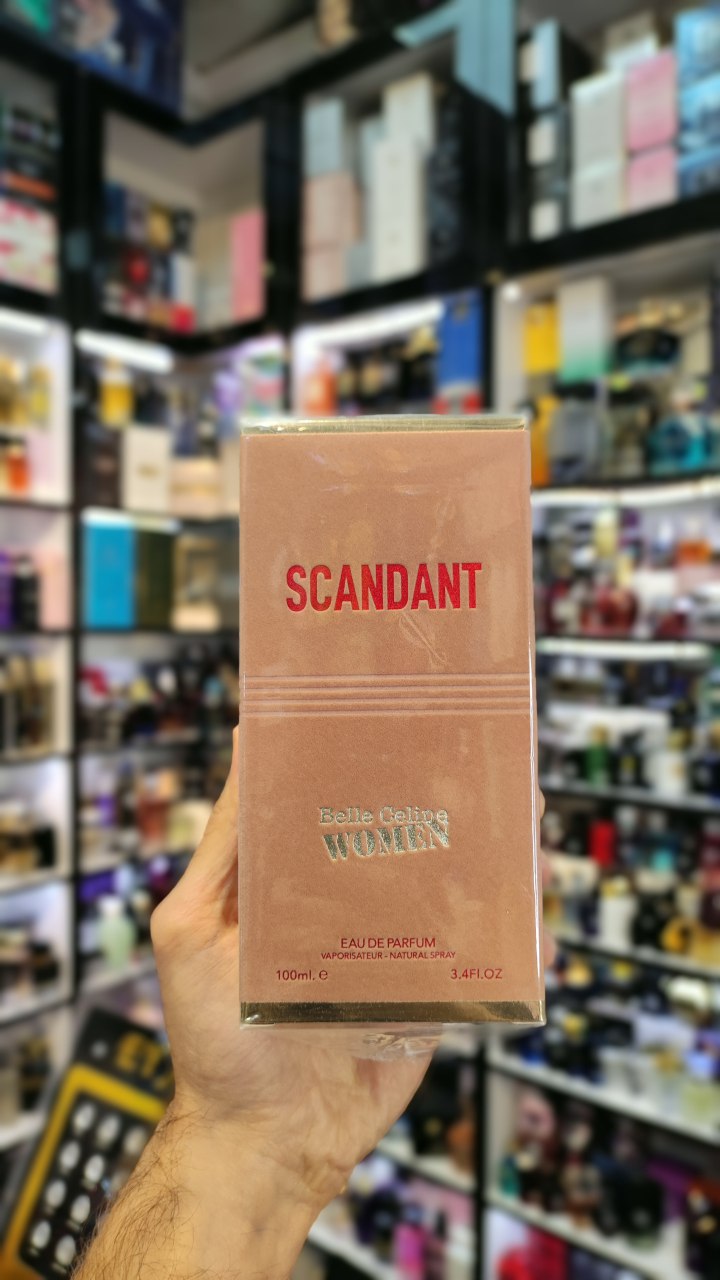 SCANDANT
Belle Celine
WOMEN
EAU DE PARFUM
VAPORISATEUR - NATURAL SPRAY
100ml. ℮ 3.4Fl.OZ